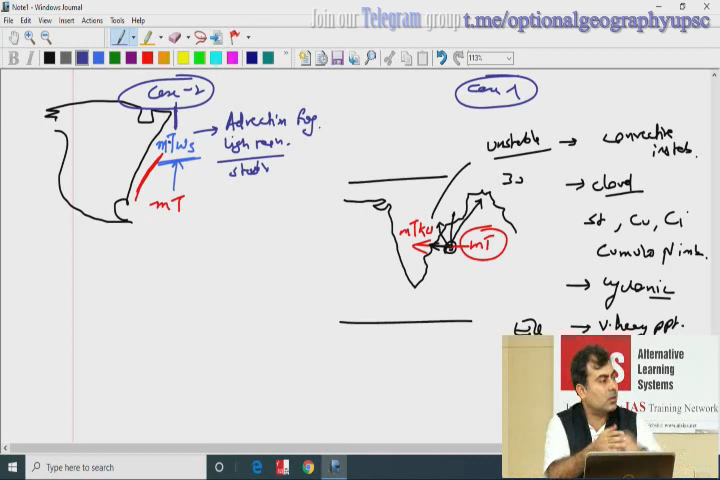 Note1 - Windows Journal
Join our Telegram group t.me/optionalgeographyupsc
File Edit View Insert Actions Tools Help
B I
113%
Case-2
mTws
Advection fog.
Ligh rain.
stable
mT
Case-1
unstable
convective
instab.
30
cloud
mTKu
mT
st, Cu, Ci
Cumulo Nimb.
cyclonic
v. heavy ppt.
Alternative
Learning
Systems
IAS Training Network
Type here to search